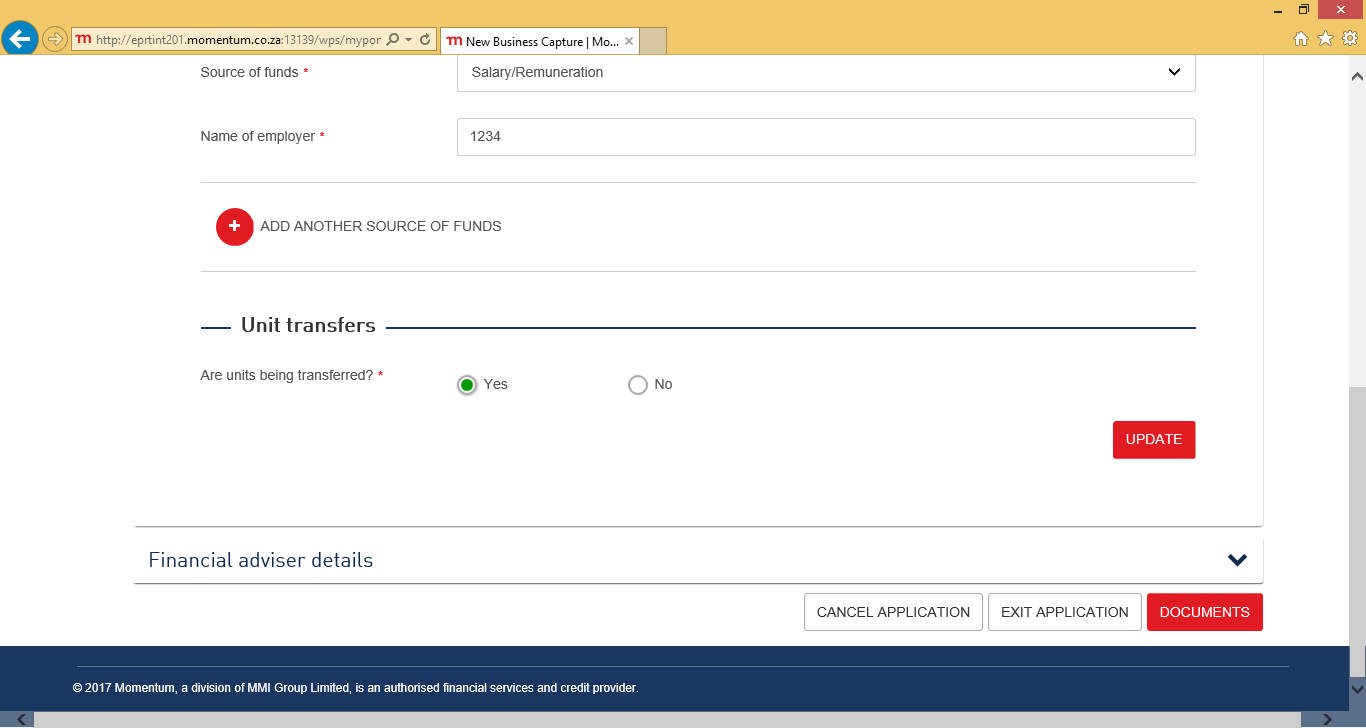 http://eprtint201.momentum.co.za:13139/wps/mypor
New Business Capture | Mo...
Source of funds *
Salary/Remuneration
Name of employer *
1234
+ ADD ANOTHER SOURCE OF FUNDS
Unit transfers
Are units being transferred? *
Yes
No
UPDATE
Financial adviser details
CANCEL APPLICATION
EXIT APPLICATION
DOCUMENTS
© 2017 Momentum, a division of MMI Group Limited, is an authorised financial services and credit provider.